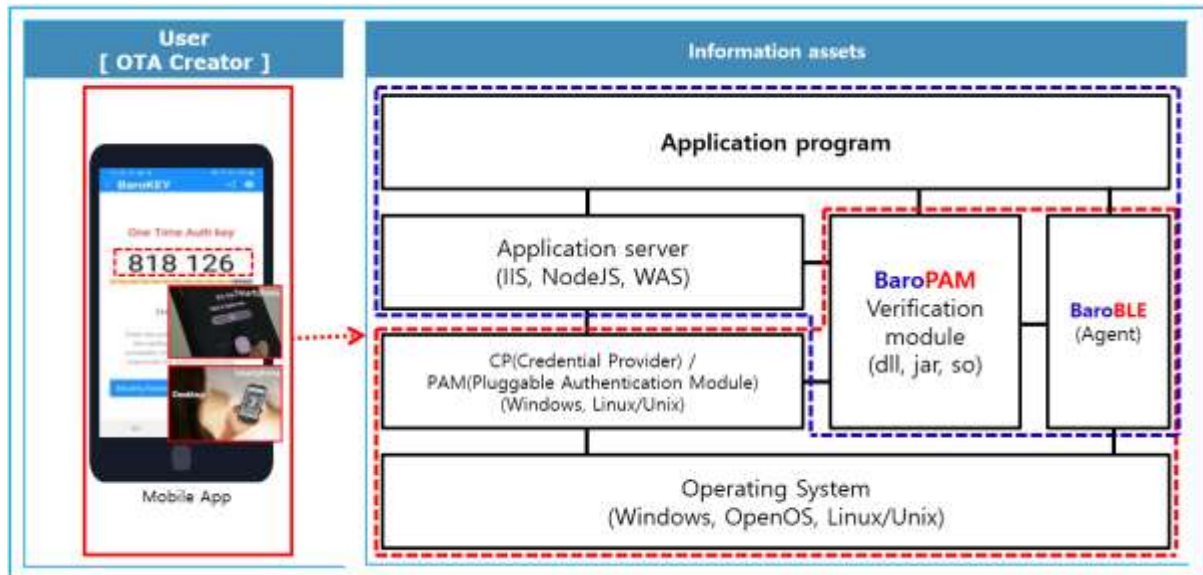 User
[ OTA Creator ]
BaroKEY
One Time Auth key
818 126
Desktop
Mobile App
Information assets
Application program
Application server
(IIS, NodeJS, WAS)
BaroPAM
Verification
module
(dll, jar, so)
BaroBLE
(Agent)
CP(Credential Provider) /
PAM(Pluggable Authentication Module)
(Windows, Linux/Unix)
Operating System
(Windows, OpenOS, Linux/Unix)